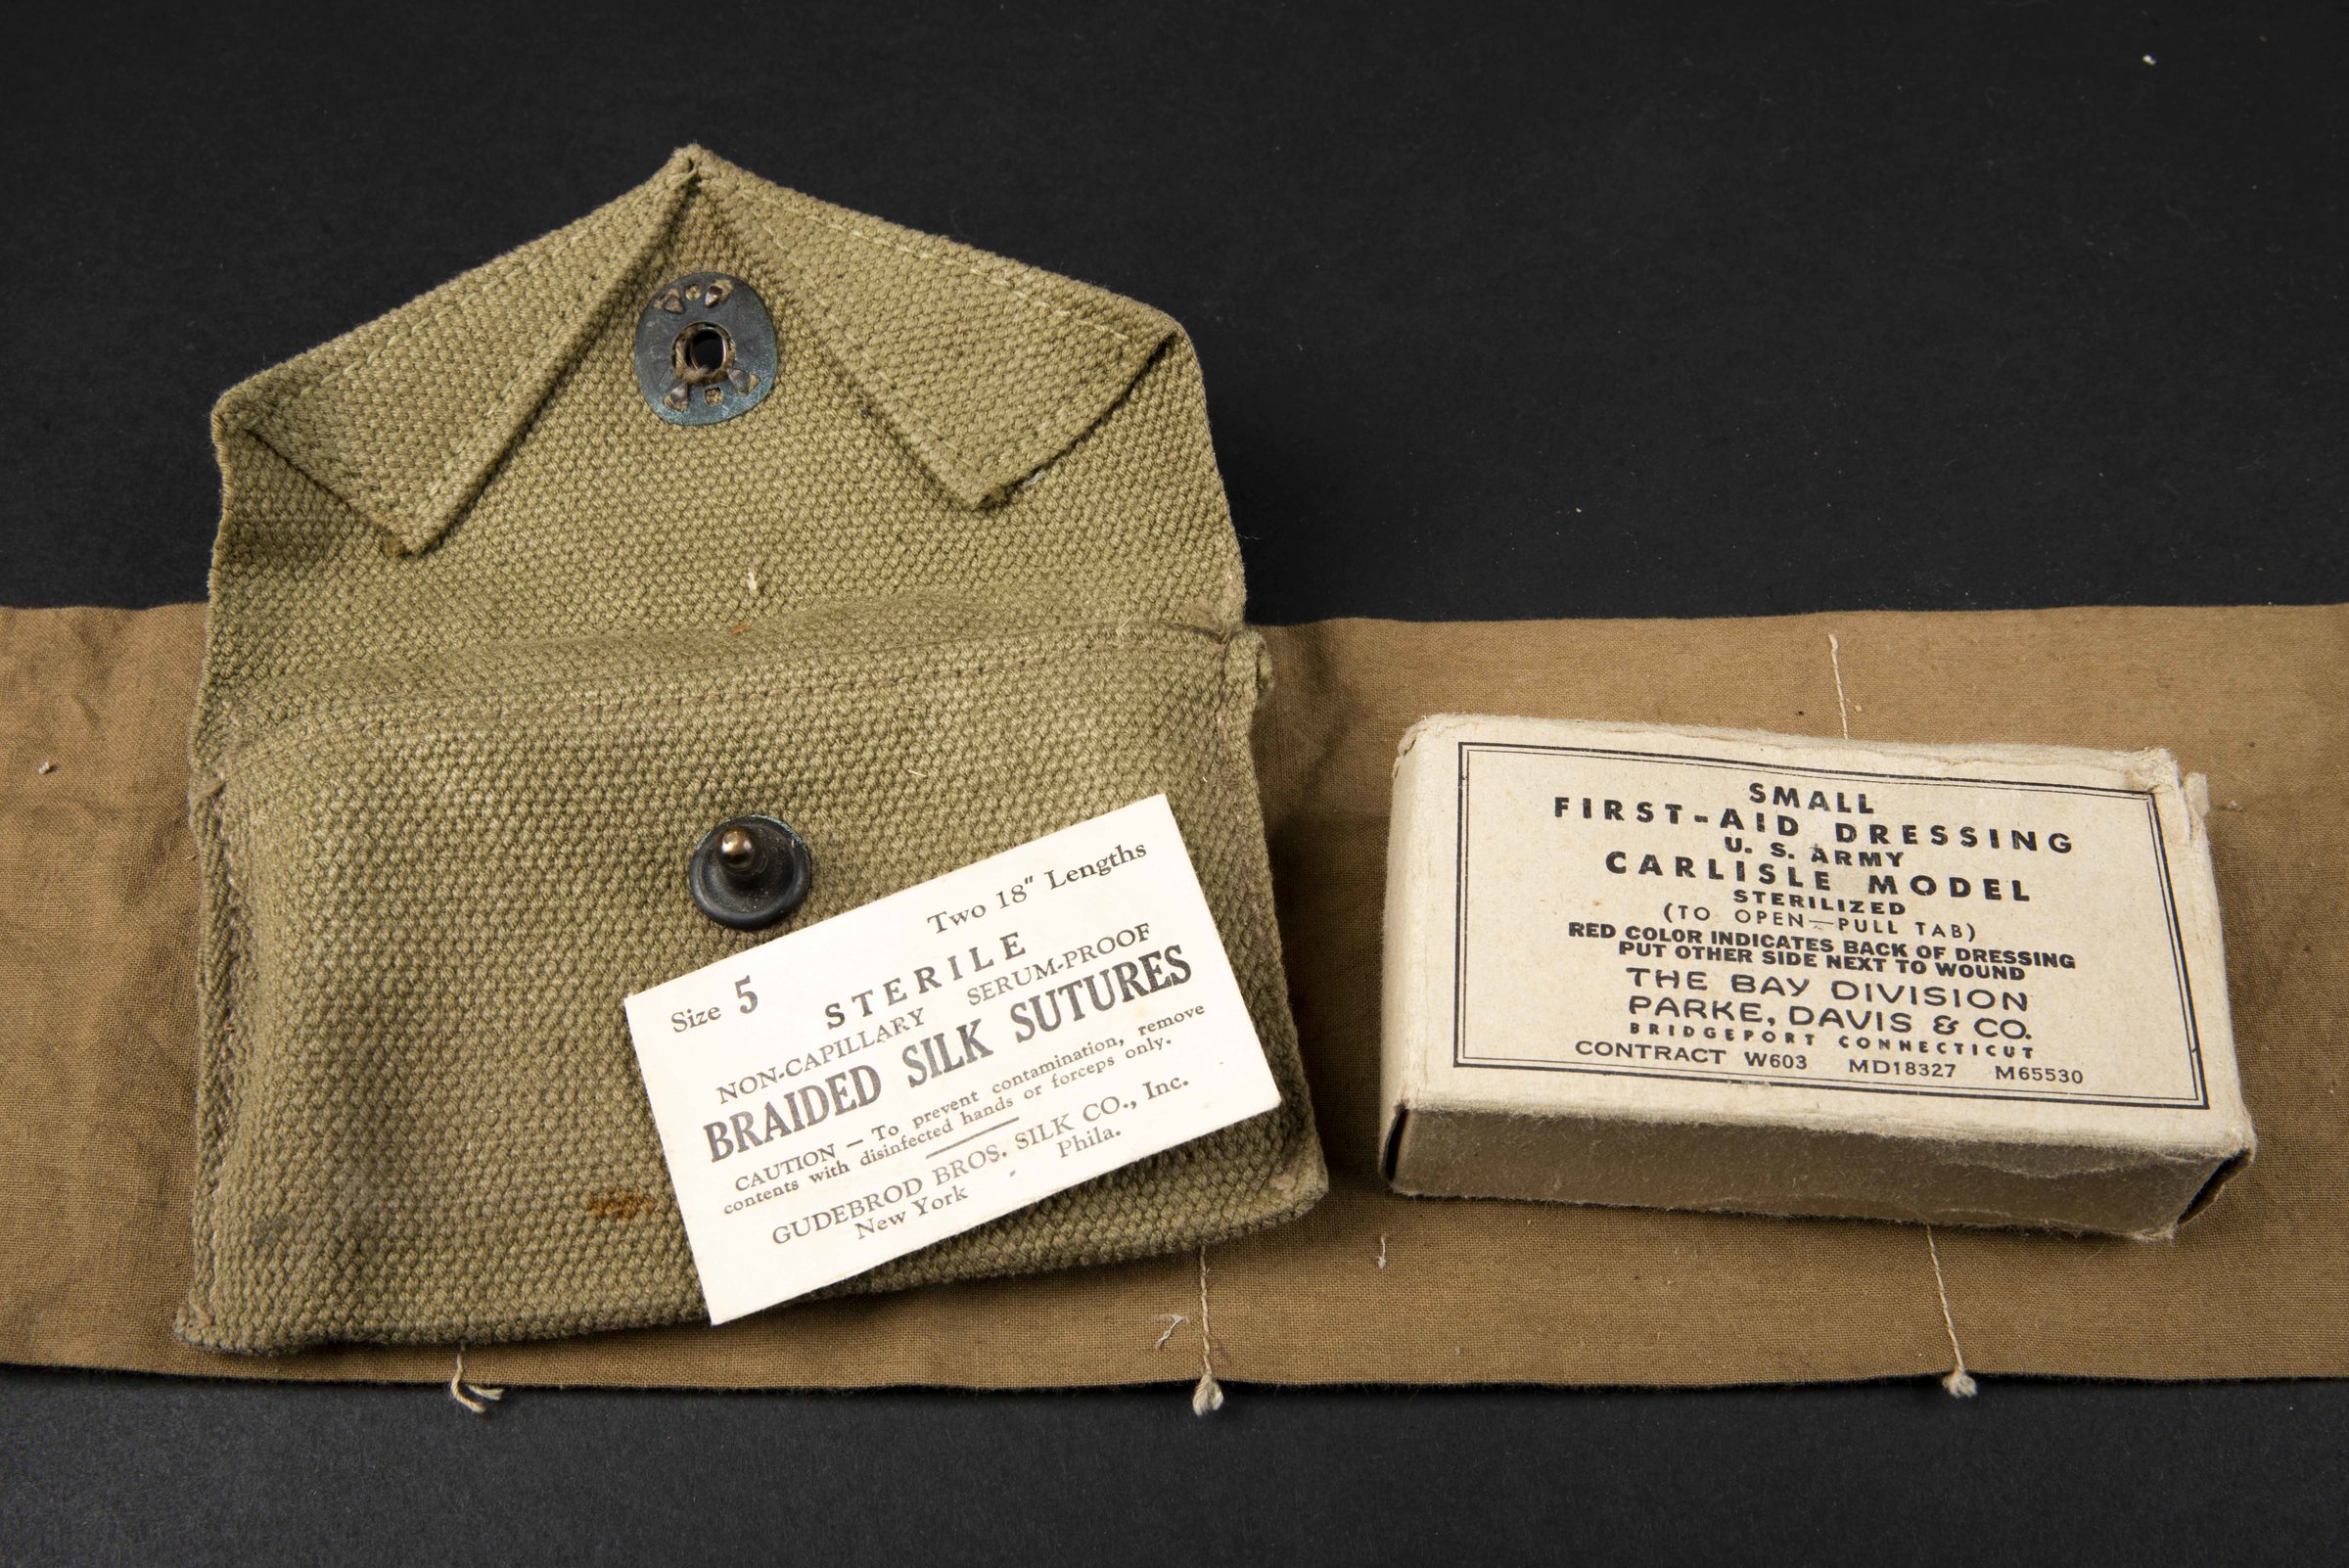 Two 18" Lengths
Size 5
STERILE
NON-CAPILLARY SERUM-PROOF
BRAIDED SILK SUTURES
CAUTION — To prevent contamination, remove
contents with disinfected hands or forceps only.
GUDEBROD BROS. SILK CO., Inc.
New York Phila.
SMALL
FIRST-AID DRESSING
U. S. ARMY
CARLISLE MODEL
STERILIZED
(TO OPEN—PULL TAB)
RED COLOR INDICATES BACK OF DRESSING
PUT OTHER SIDE NEXT TO WOUND
THE BAY DIVISION
PARKE, DAVIS & CO.
BRIDGEPORT CONNECTICUT
CONTRACT W603 MD18327 M65530